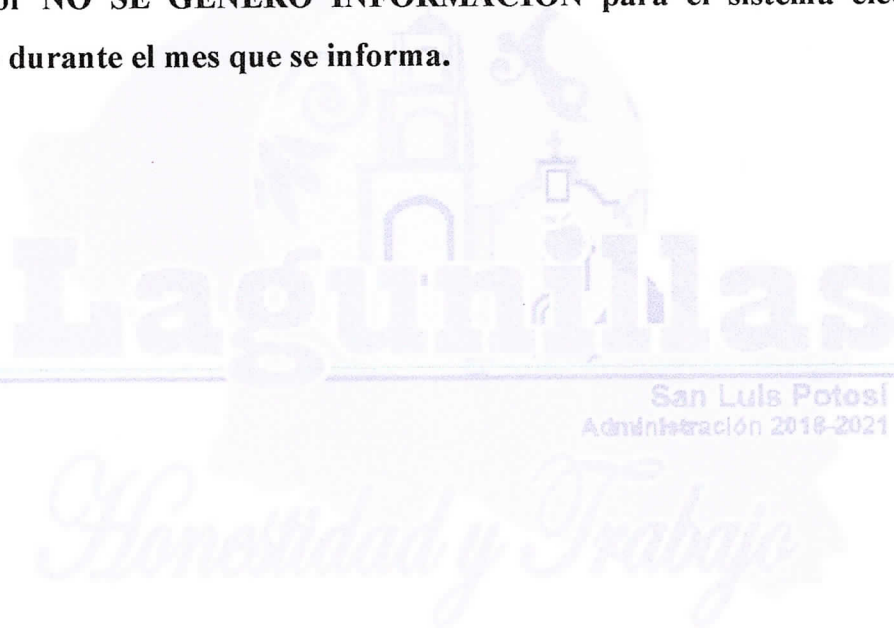 NO SE GENERO INFORMACION para el sistema
durante el mes que se informa.
Lagunillas
San Luis Potosí
Administración 2018-2021
Honestidad y Trabajo